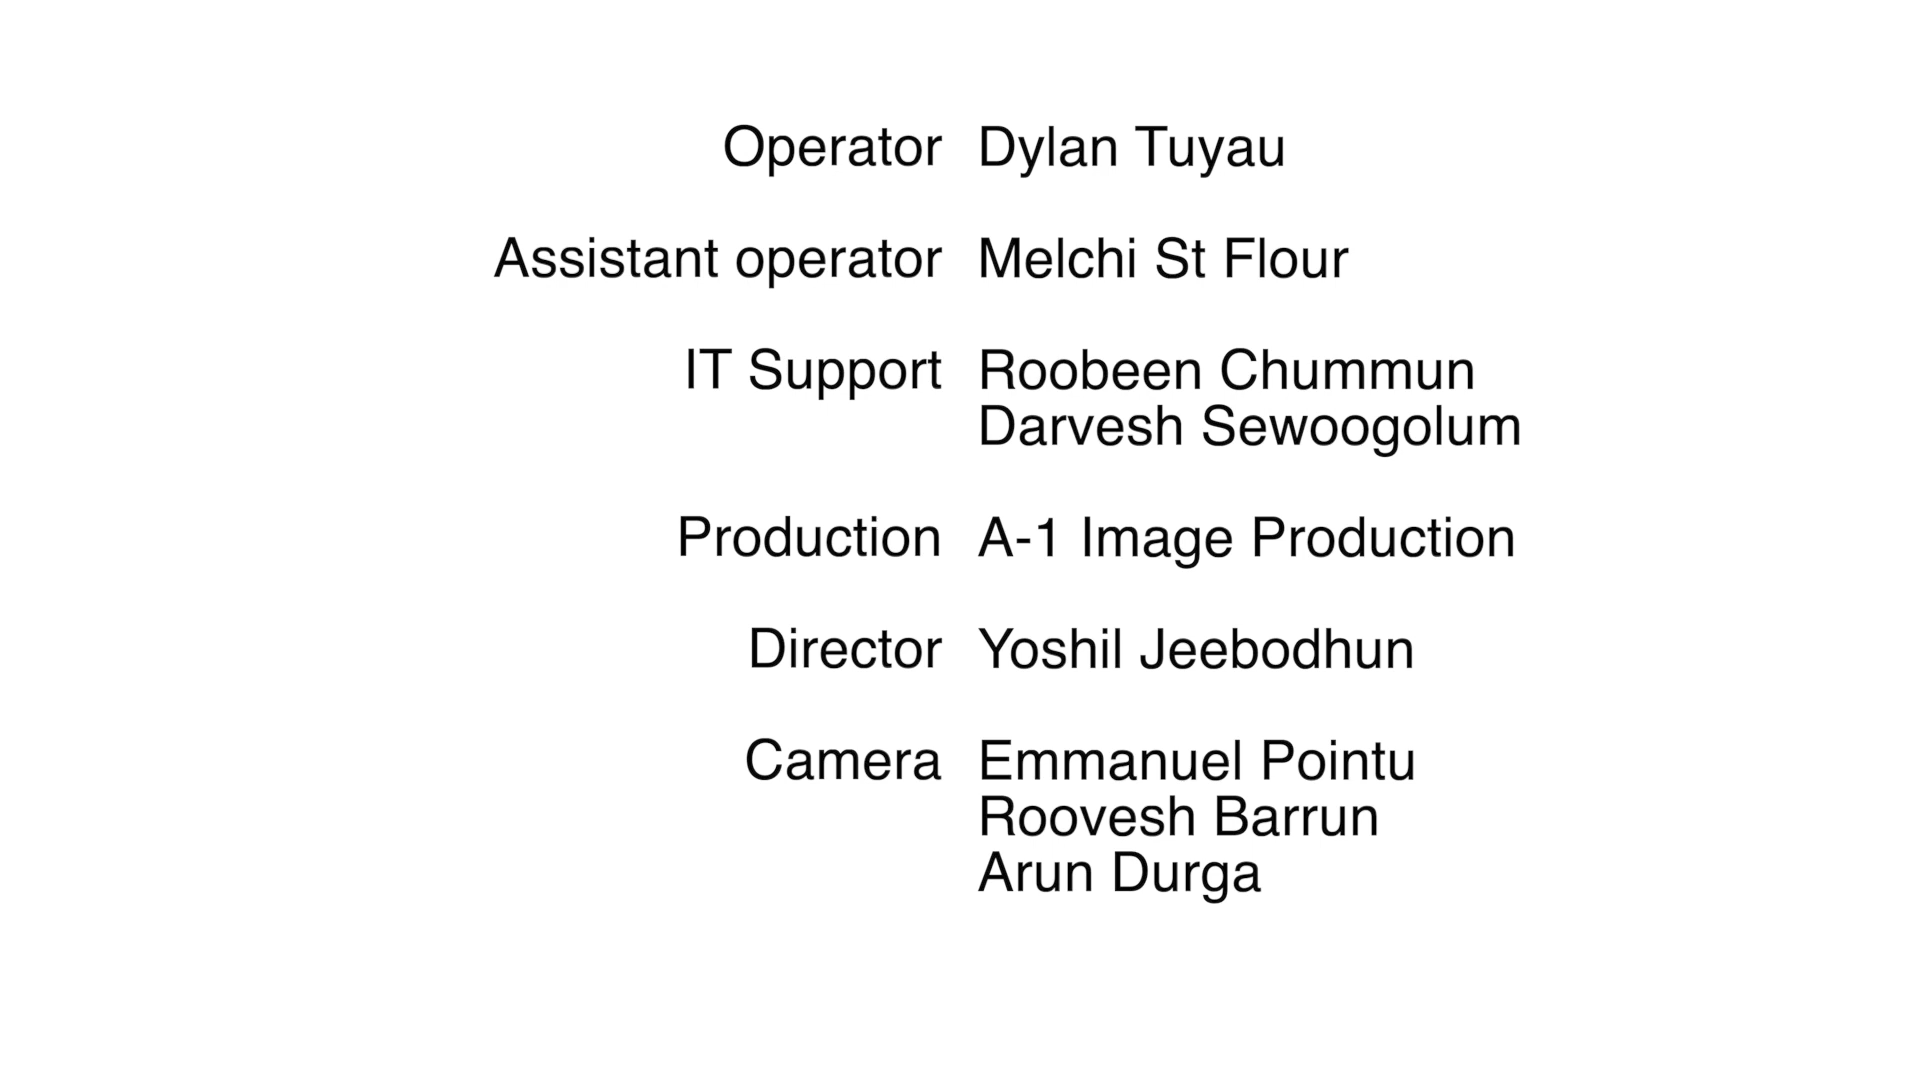 Operator Dylan Tuyau
Assistant operator Melchi St Flour
IT Support Roobeen Chummun
Darvesh Sewoogolum
Production A-1 Image Production
Director Yoshil Jeebodhun
Camera Emmanuel Pointu
Roovesh Barrun
Arun Durga